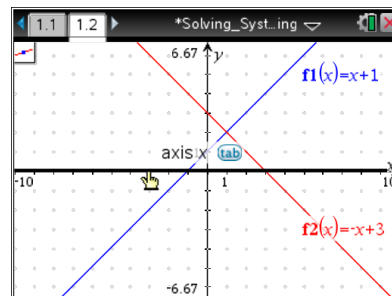 1.1 1.2 *Solving_Syst…ing
6.67 y
f1(x)=x+1
axis x tab
x
-10 1 10
f2(x)=-x+3
-6.67